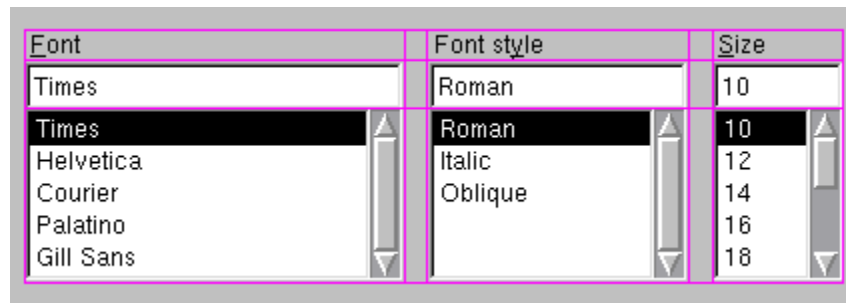 Font Font style Size
Times Roman 10
Times Roman 10
Helvetica Italic 12
Courier Oblique 14
Palatino 16
Gill Sans 18